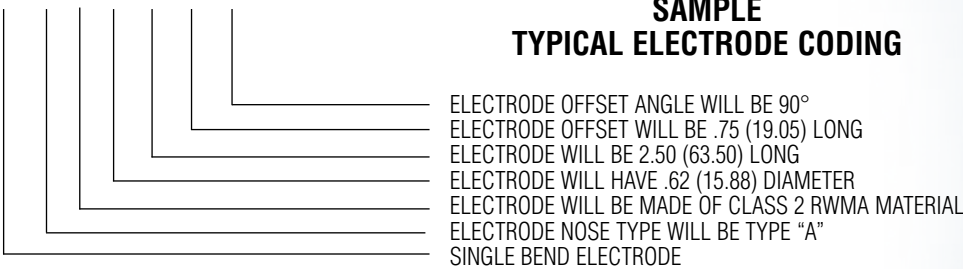 SAMPLE
TYPICAL ELECTRODE CODING
ELECTRODE OFFSET ANGLE WILL BE 90°
ELECTRODE OFFSET WILL BE .75 (19.05) LONG
ELECTRODE WILL BE 2.50 (63.50) LONG
ELECTRODE WILL HAVE .62 (15.88) DIAMETER
ELECTRODE WILL BE MADE OF CLASS 2 RWMA MATERIAL
ELECTRODE NOSE TYPE WILL BE TYPE “A”
SINGLE BEND ELECTRODE